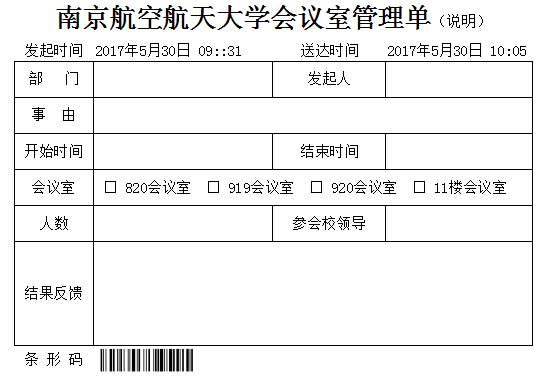 南京航空航天大学会议室管理单（说明）
发起时间 2017年5月30日 09::31 送达时间 2017年5月30日 10:05
部 门 发起人
事 由
开始时间 结束时间
会议室 □ 820会议室 □ 919会议室 □ 920会议室 □ 11楼会议室
人数 参会校领导
结果反馈
条 形 码